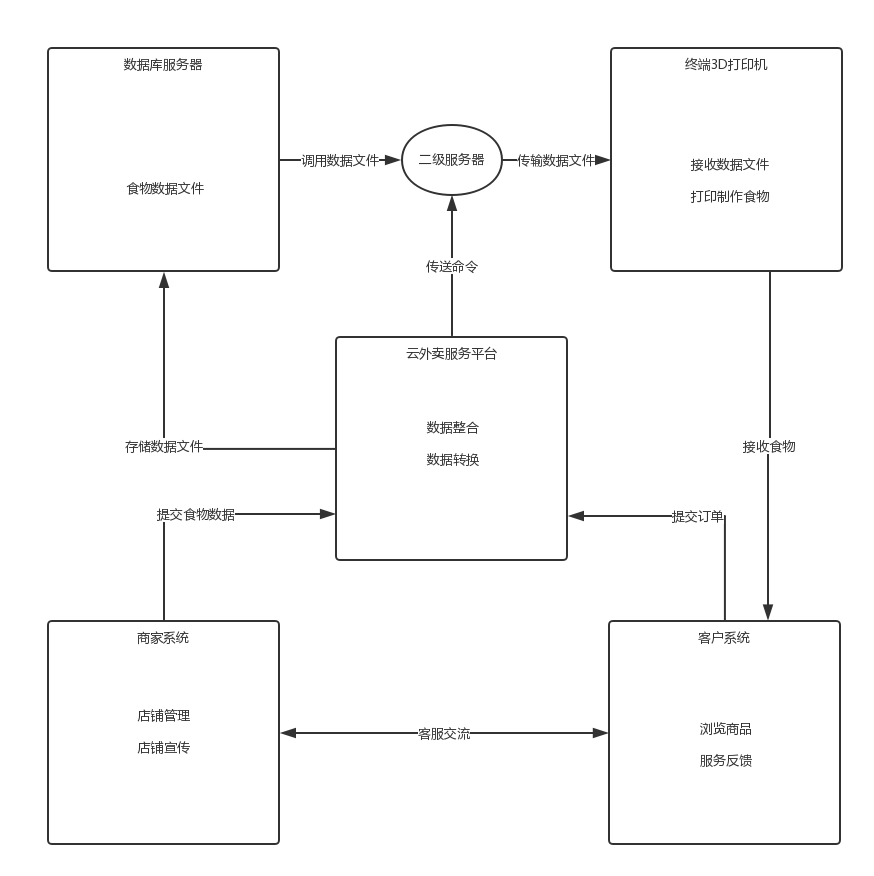 数据库服务器
终端3D打印机
调用数据文件
二级服务器
传输数据文件
接收数据文件
食物数据文件
打印制作食物
传送命令
云外卖服务平台
数据整合
数据转换
存储数据文件
接收食物
提交食物数据
提交订单
商家系统
客户系统
店铺管理
店铺宣传
浏览商品
服务反馈
客服交流